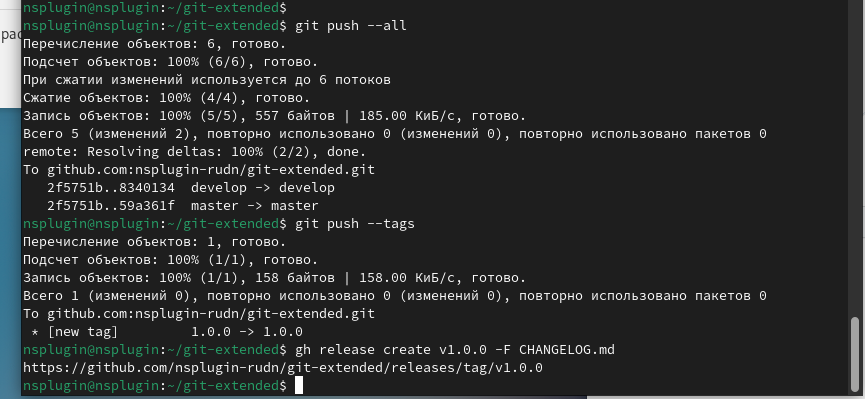 nsplugin@nsplugin:~/git-extended$
nsplugin@nsplugin:~/git-extended$ git push --all
Перечисление объектов: 6, готово.
Подсчет объектов: 100% (6/6), готово.
При сжатии изменений используется до 6 потоков
Сжатие объектов: 100% (4/4), готово.
Запись объектов: 100% (5/5), 557 байтов | 185.00 КиБ/с, готово.
Всего 5 (изменений 2), повторно использовано 0 (изменений 0), повторно использовано пакетов 0
remote: Resolving deltas: 100% (2/2), done.
To github.com:nsplugin-rudn/git-extended.git
   2f5751b..8340134  develop -> develop
   2f5751b..59a361f  master -> master
nsplugin@nsplugin:~/git-extended$ git push --tags
Перечисление объектов: 1, готово.
Подсчет объектов: 100% (1/1), готово.
Запись объектов: 100% (1/1), 158 байтов | 158.00 КиБ/с, готово.
Всего 1 (изменений 0), повторно использовано 0 (изменений 0), повторно использовано пакетов 0
To github.com:nsplugin-rudn/git-extended.git
 * [new tag]         1.0.0 -> 1.0.0
nsplugin@nsplugin:~/git-extended$ gh release create v1.0.0 -F CHANGELOG.md
https://github.com/nsplugin-rudn/git-extended/releases/tag/v1.0.0
nsplugin@nsplugin:~/git-extended$